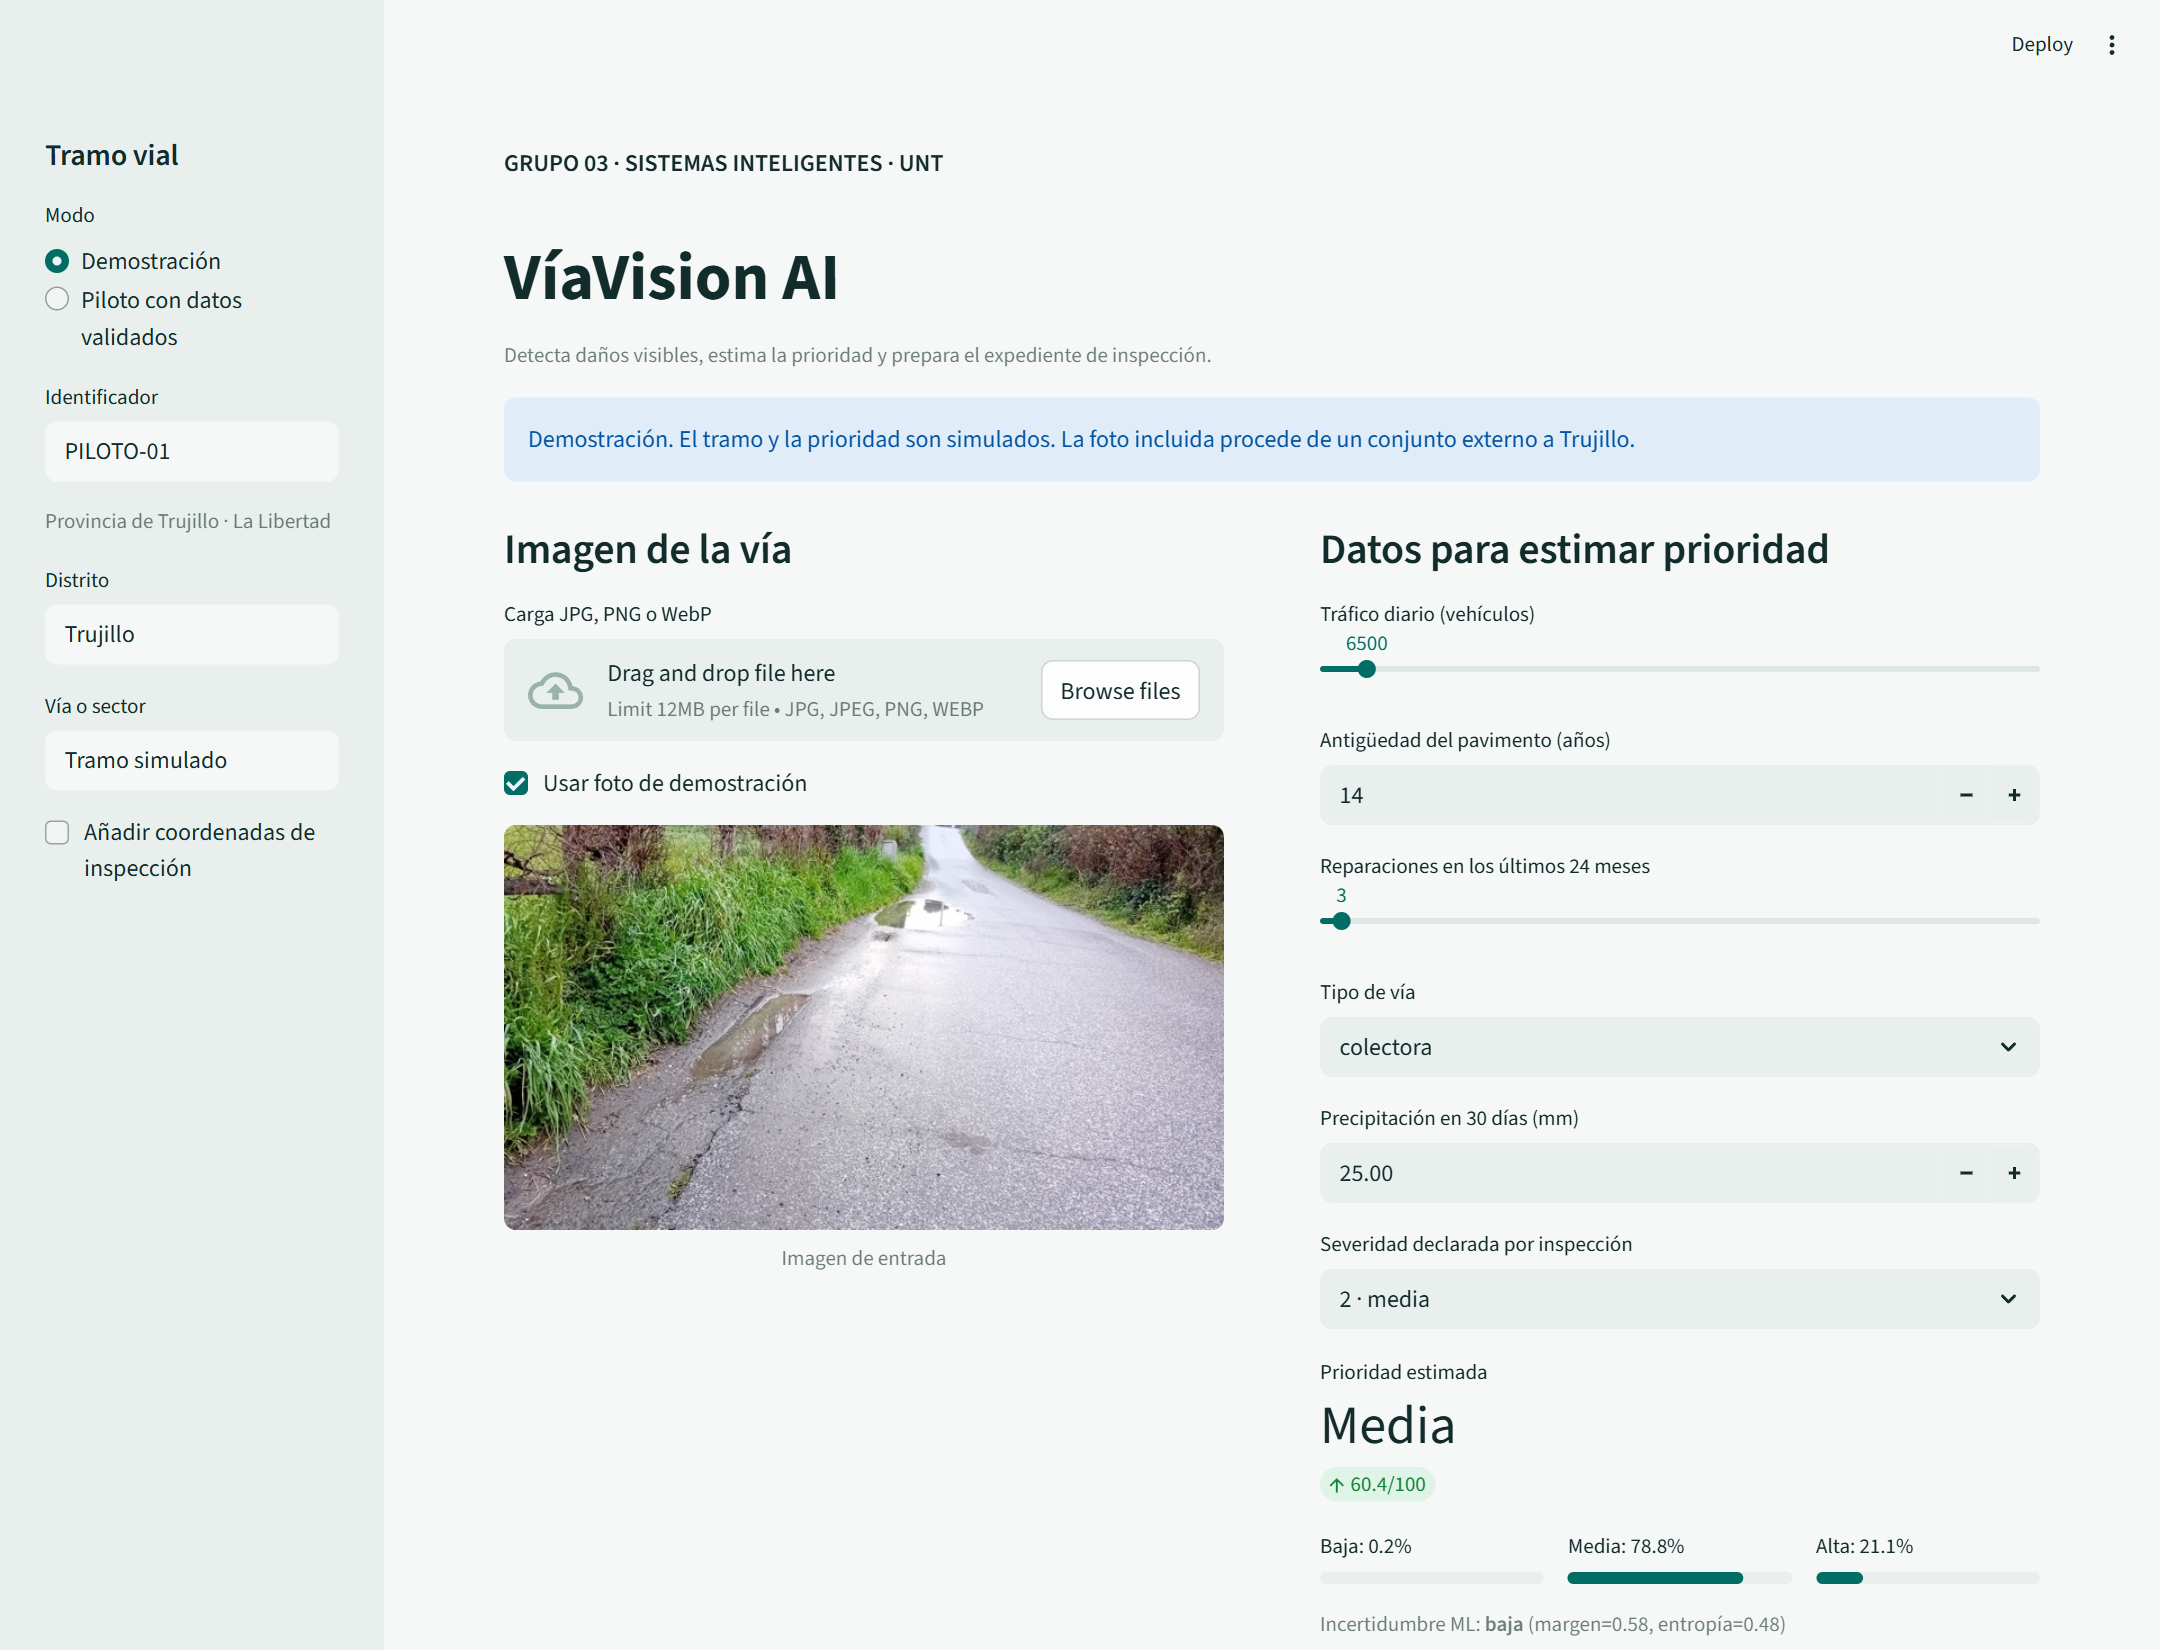 Deploy
Tramo vial
Modo
Demostración
Piloto con datos
validados
Identificador
PILOTO-01
Provincia de Trujillo · La Libertad
Distrito
Trujillo
Vía o sector
Tramo simulado
Añadir coordenadas de
inspección
GRUPO 03 · SISTEMAS INTELIGENTES · UNT
VíaVision AI
Detecta daños visibles, estima la prioridad y prepara el expediente de inspección.
Demostración. El tramo y la prioridad son simulados. La foto incluida procede de un conjunto externo a Trujillo.
Imagen de la vía
Carga JPG, PNG o WebP
Drag and drop file here
Limit 12MB per file • JPG, JPEG, PNG, WEBP
Browse files
Usar foto de demostración
Imagen de entrada
Datos para estimar prioridad
Tráfico diario (vehículos)
6500
Antigüedad del pavimento (años)
14
Reparaciones en los últimos 24 meses
3
Tipo de vía
colectora
Precipitación en 30 días (mm)
25.00
Severidad declarada por inspección
2 · media
Prioridad estimada
Media
↑ 60.4/100
Baja: 0.2%
Media: 78.8%
Alta: 21.1%
Incertidumbre ML: baja (margen=0.58, entropía=0.48)